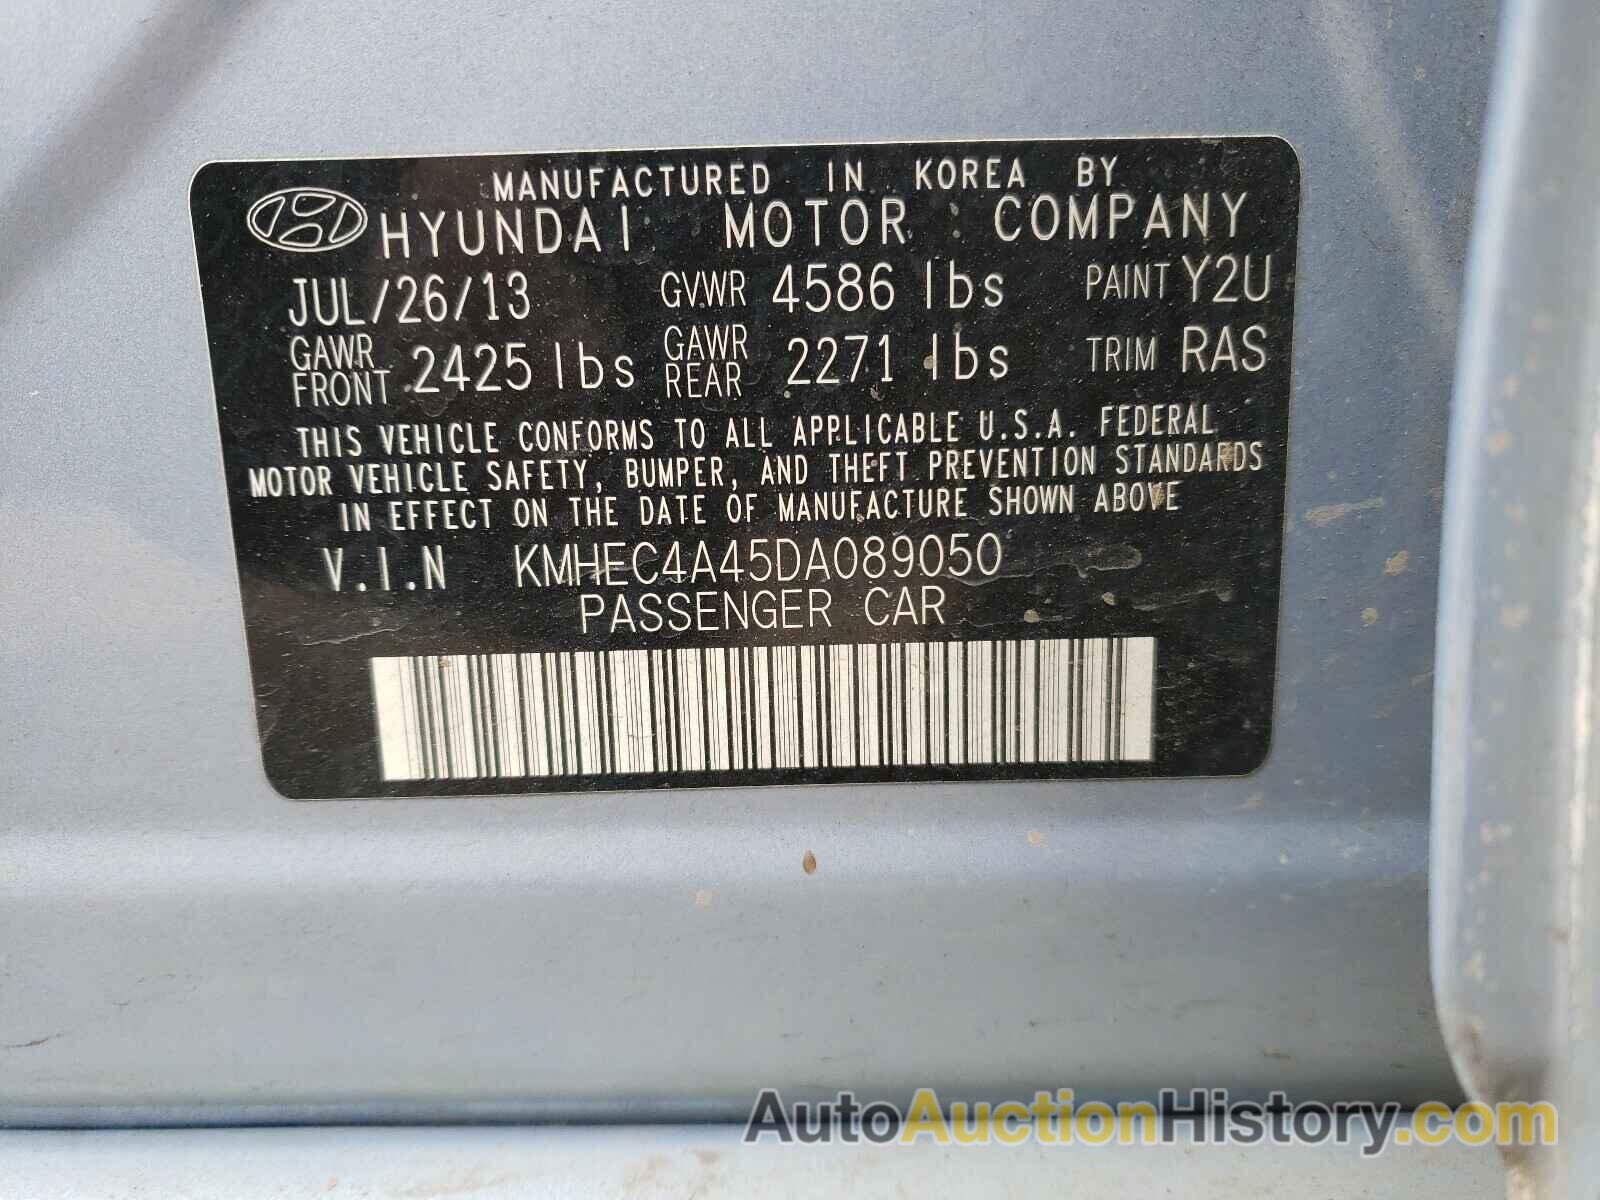 MANUFACTURED IN KOREA BY
HYUNDAI MOTOR COMPANY
JUL/26/13 GVWR 4586 lbs PAINT Y2U
GAWR FRONT 2425 lbs GAWR REAR 2271 lbs TRIM RAS
THIS VEHICLE CONFORMS TO ALL APPLICABLE U.S.A. FEDERAL
MOTOR VEHICLE SAFETY, BUMPER, AND THEFT PREVENTION STANDARDS
IN EFFECT ON THE DATE OF MANUFACTURE SHOWN ABOVE
V.I.N KMHEC4A45DA089050
PASSENGER CAR
AutoAuctionHistory.com